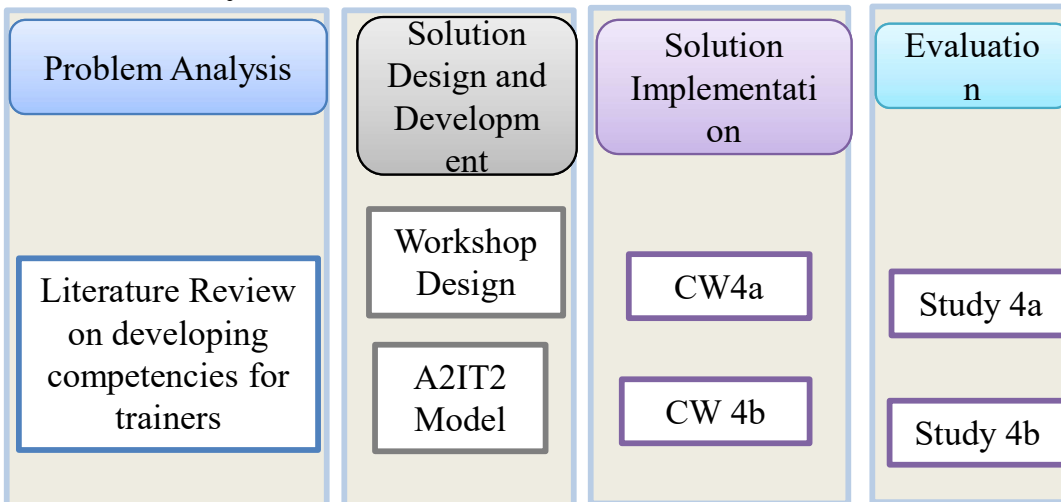 Problem Analysis
Literature Review
on developing
competencies for
trainers
Solution
Design and
Developm
ent
Workshop
Design
A2IT2
Model
Solution
Implementati
on
CW4a
CW 4b
Evaluatio
n
Study 4a
Study 4b